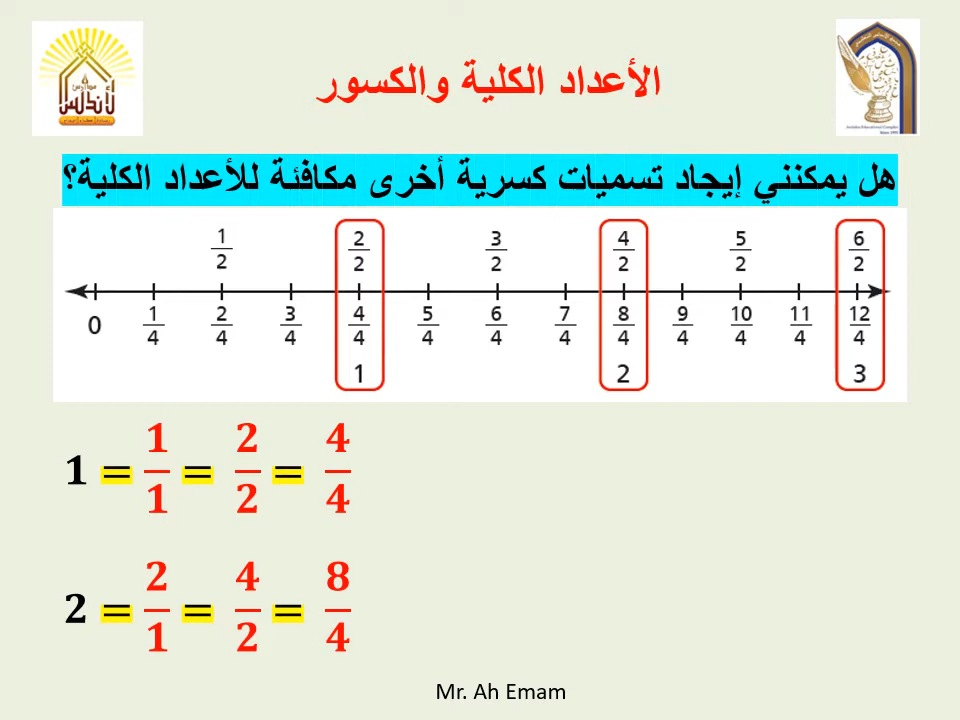 الأعداد الكلية والكسور
هل يمكنني إيجاد تسميات كسرية أخرى مكافئة للأعداد الكلية؟
1/2 2/2 3/2 4/2 5/2 6/2
0 1/4 2/4 3/4 4/4 5/4 6/4 7/4 8/4 9/4 10/4 11/4 12/4
1 2 3
1 = 1/1 = 2/2 = 4/4
2 = 2/1 = 4/2 = 8/4
Mr. Ah Emam